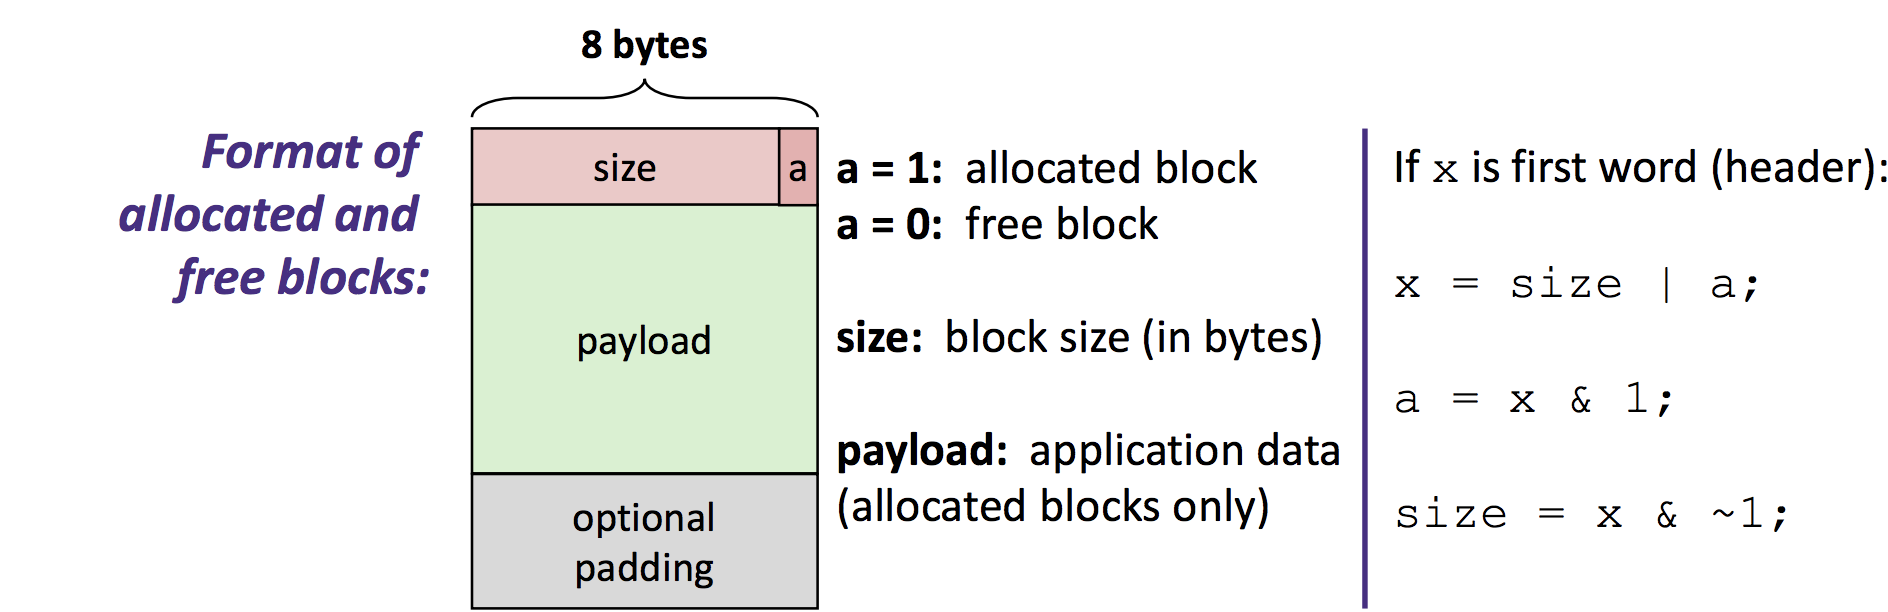 8 bytes
Format of
allocated and
free blocks:
size
a
payload
optional
padding
a = 1: allocated block
a = 0: free block
size: block size (in bytes)
payload: application data
(allocated blocks only)
If x is first word (header):
x = size | a;
a = x & 1;
size = x & ~1;